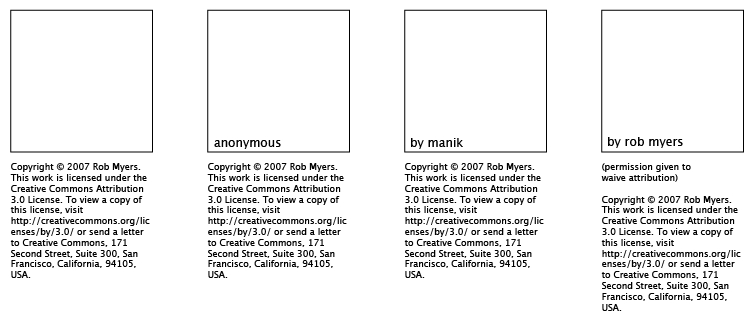 anonymous
by manik
by rob myers
Copyright © 2007 Rob Myers.
This work is licensed under the
Creative Commons Attribution
3.0 License. To view a copy of
this license, visit
http://creativecommons.org/lic
enses/by/3.0/ or send a letter
to Creative Commons, 171
Second Street, Suite 300, San
Francisco, California, 94105,
USA.
Copyright © 2007 Rob Myers.
This work is licensed under the
Creative Commons Attribution
3.0 License. To view a copy of
this license, visit
http://creativecommons.org/lic
enses/by/3.0/ or send a letter
to Creative Commons, 171
Second Street, Suite 300, San
Francisco, California, 94105,
USA.
Copyright © 2007 Rob Myers.
This work is licensed under the
Creative Commons Attribution
3.0 License. To view a copy of
this license, visit
http://creativecommons.org/lic
enses/by/3.0/ or send a letter
to Creative Commons, 171
Second Street, Suite 300, San
Francisco, California, 94105,
USA.
(permission given to
waive attribution)
Copyright © 2007 Rob Myers.
This work is licensed under the
Creative Commons Attribution
3.0 License. To view a copy of
this license, visit
http://creativecommons.org/lic
enses/by/3.0/ or send a letter
to Creative Commons, 171
Second Street, Suite 300, San
Francisco, California, 94105,
USA.